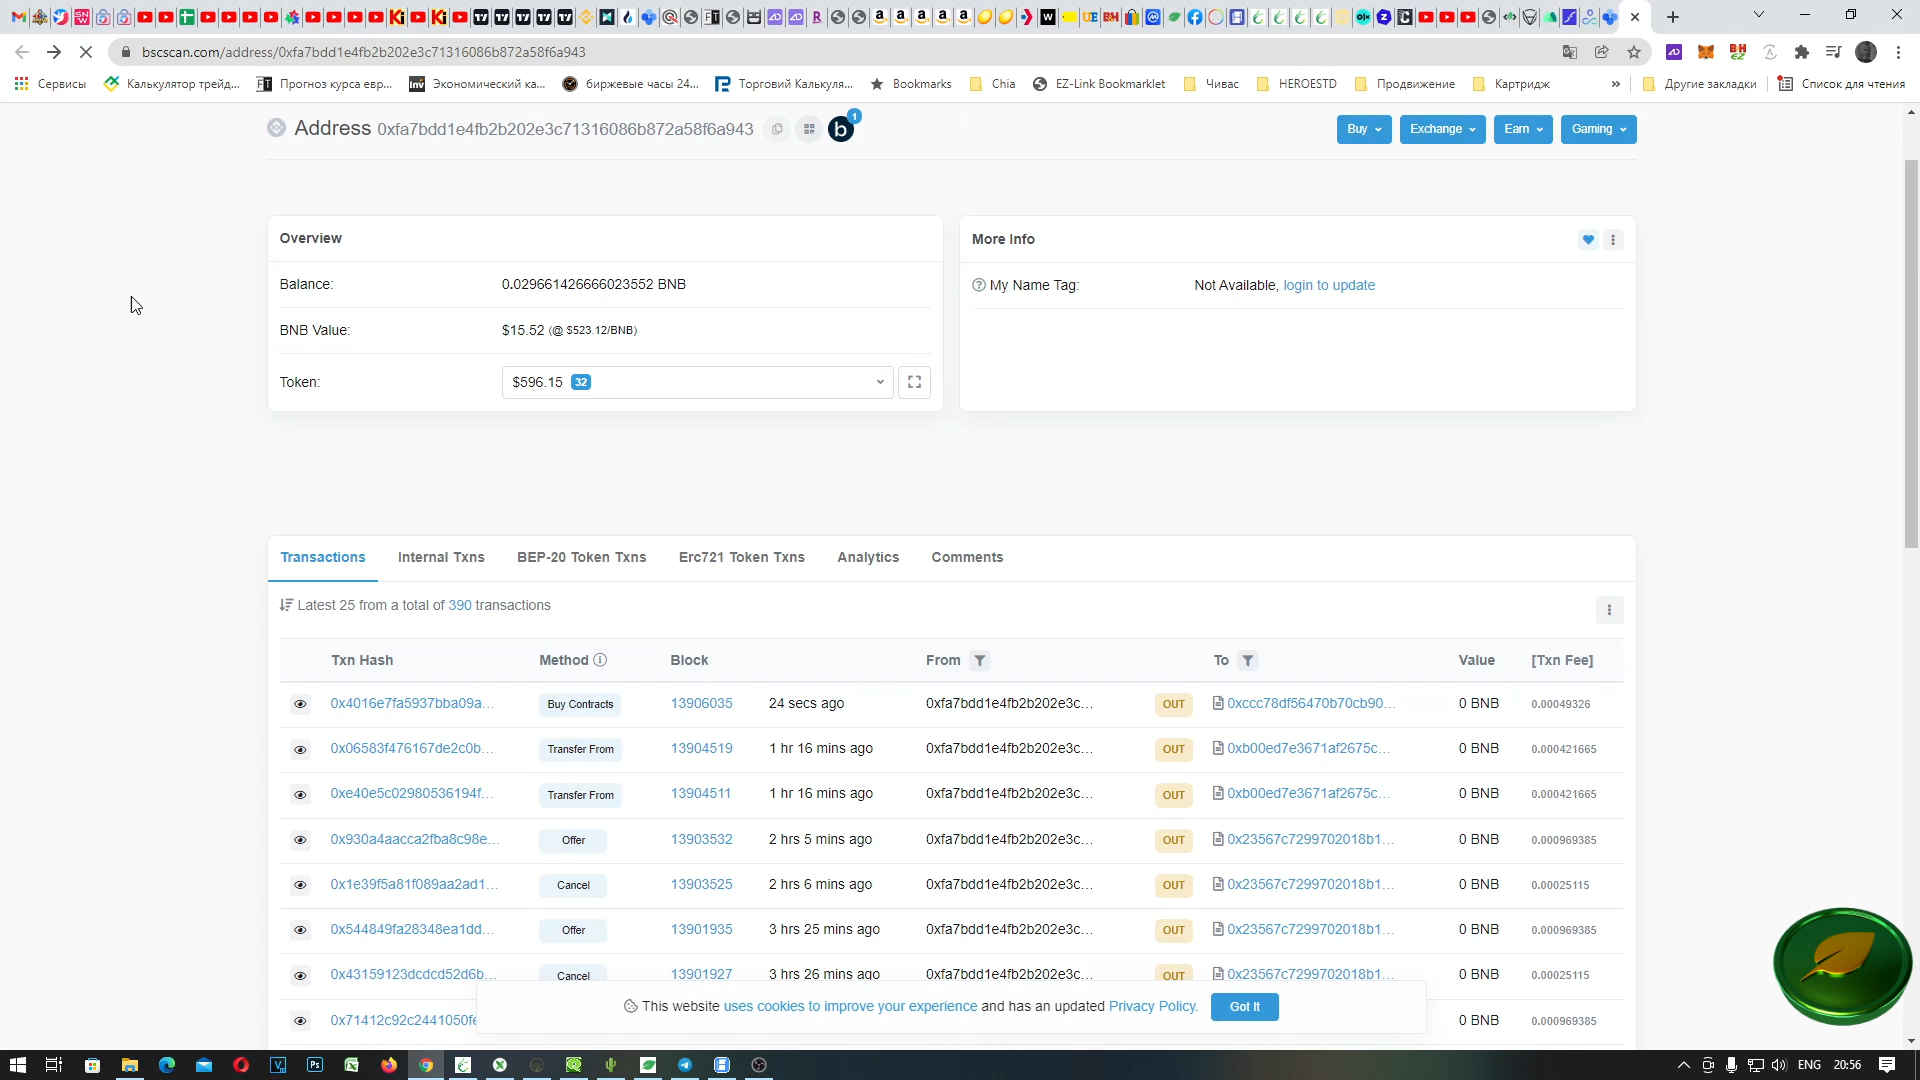 bscscan.com/address/0xfa7bdd1e4fb2b202e3c71316086b872a58f6a943
Сервисы
Калькулятор трейд...
Прогноз курса евр...
Экономический ка...
биржевые часы 24...
Торговий Калькуля...
Bookmarks
Chia
EZ-Link Bookmarklet
Чивас
HEROESTD
Продвижение
Картридж
»
Другие закладки
Список для чтения
Address 0xfa7bdd1e4fb2b202e3c71316086b872a58f6a943
b 1
Buy
Exchange
Earn
Gaming
Overview
Balance: 0.029661426666023552 BNB
BNB Value: $15.52 (@ $523.12/BNB)
Token: $596.15 32
More Info
My Name Tag: Not Available, login to update
Transactions Internal Txns BEP-20 Token Txns Erc721 Token Txns Analytics Comments
Latest 25 from a total of 390 transactions
Txn Hash Method Block From To Value [Txn Fee]
0x4016e7fa5937bba09a... Buy Contracts 13906035 24 secs ago 0xfa7bdd1e4fb2b202e3c... OUT 0xccc78df56470b70cb90... 0 BNB 0.00049326
0x06583f476167de2c0b... Transfer From 13904519 1 hr 16 mins ago 0xfa7bdd1e4fb2b202e3c... OUT 0xb00ed7e3671af2675c... 0 BNB 0.000421665
0xe40e5c02980536194f... Transfer From 13904511 1 hr 16 mins ago 0xfa7bdd1e4fb2b202e3c... OUT 0xb00ed7e3671af2675c... 0 BNB 0.000421665
0x930a4aacca2fba8c98e... Offer 13903532 2 hrs 5 mins ago 0xfa7bdd1e4fb2b202e3c... OUT 0x23567c7299702018b1... 0 BNB 0.000969385
0x1e39f5a81f089aa2ad1... Cancel 13903525 2 hrs 6 mins ago 0xfa7bdd1e4fb2b202e3c... OUT 0x23567c7299702018b1... 0 BNB 0.00025115
0x544849fa28348ea1dd... Offer 13901935 3 hrs 25 mins ago 0xfa7bdd1e4fb2b202e3c... OUT 0x23567c7299702018b1... 0 BNB 0.000969385
0x43159123dcdcd52d6b... Cancel 13901927 3 hrs 26 mins ago 0xfa7bdd1e4fb2b202e3c... OUT 0x23567c7299702018b1... 0 BNB 0.00025115
0x71412c92c2441050fe 0 BNB 0.000969385
This website uses cookies to improve your experience and has an updated Privacy Policy. Got It
ENG 20:56